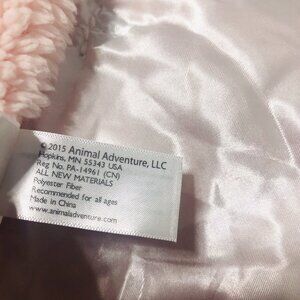 © 2015 Animal Adventure, LLC
Hopkins, MN 55343 USA
Reg No. PA-14961 (CN)
ALL NEW MATERIALS
Polyester Fiber
Recommended for all ages
Made in China
www.animaladventure.com